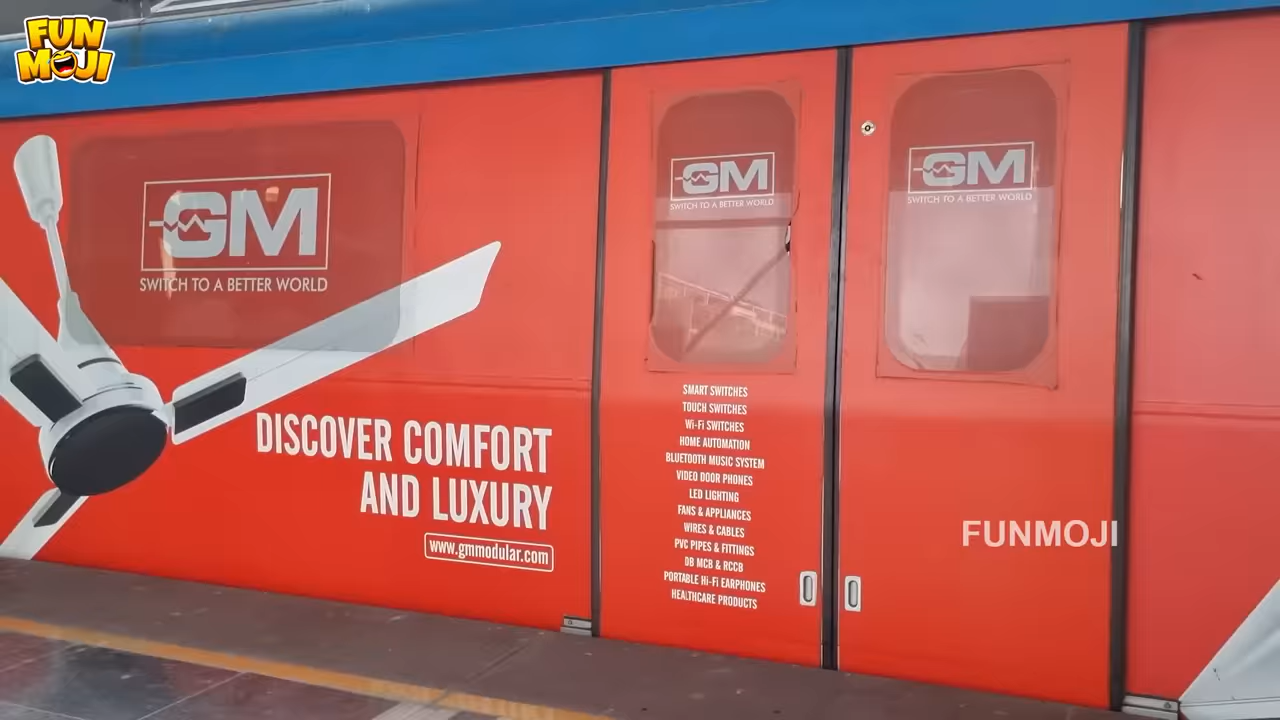 FUN
MOJI
GM
SWITCH TO A BETTER WORLD
DISCOVER COMFORT
AND LUXURY
www.gmmodular.com
GM
SWITCH TO A BETTER WORLD
SMART SWITCHES
TOUCH SWITCHES
Wi-Fi SWITCHES
HOME AUTOMATION
BLUETOOTH MUSIC SYSTEM
VIDEO DOOR PHONES
LED LIGHTING
FANS & APPLIANCES
WIRES & CABLES
PVC PIPES & FITTINGS
DB MCB & RCCB
PORTABLE Hi-Fi EARPHONES
HEALTHCARE PRODUCTS
GM
SWITCH TO A BETTER WORLD
FUNMOJI